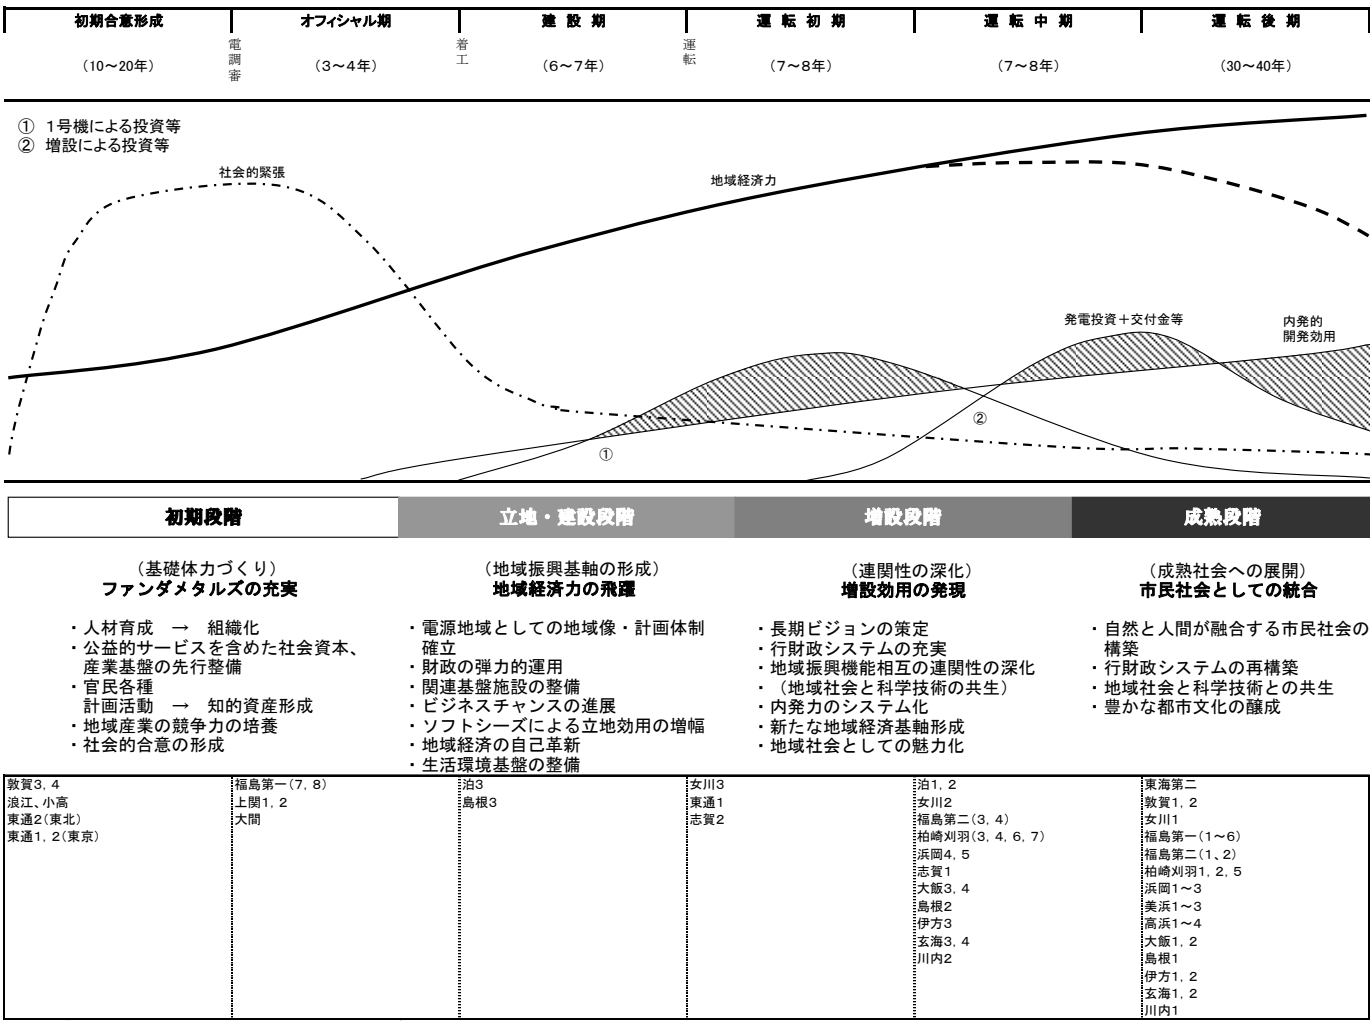 初期合意形成
オフィシャル期
建設期
運転初期
運転中期
運転後期
電調審
着工
運転
（10～20年）
（3～4年）
（6～7年）
（7～8年）
（7～8年）
（30～40年）
① 1号機による投資等
② 増設による投資等
社会的緊張
地域経済力
発電投資＋交付金等
内発的
開発効用
①
②
初期段階
立地・建設段階
増設段階
成熟段階
（基礎体力づくり）
ファンダメタルズの充実
・人材育成 → 組織化
・公益的サービスを含めた社会資本、
産業基盤の先行整備
・官民各種
計画活動 → 知的資産形成
・地域産業の競争力の培養
・社会的合意の形成
（地域振興基軸の形成）
地域経済力の飛躍
・電源地域としての地域像・計画体制
確立
・財政の弾力的運用
・関連基盤施設の整備
・ビジネスチャンスの進展
・ソフトシーズによる立地効用の増幅
・地域経済の自己革新
・生活環境基盤の整備
（連関性の深化）
増設効用の発現
・長期ビジョンの策定
・行財政システムの充実
・地域振興機能相互の連関性の深化
・（地域社会と科学技術の共生）
・内発力のシステム化
・新たな地域経済基軸形成
・地域社会としての魅力化
（成熟社会への展開）
市民社会としての統合
・自然と人間が融合する市民社会の
構築
・行財政システムの再構築
・地域社会と科学技術との共生
・豊かな都市文化の醸成
敦賀3，4
浪江、小高
東通2（東北）
東通1，2（東京）
福島第一（7，8）
上関1，2
大間
泊3
島根3
女川3
東通1
志賀2
泊1，2
女川2
福島第二（3，4）
柏崎刈羽（3，4，6，7）
浜岡4，5
志賀1
大飯3，4
島根2
伊方3
玄海3，4
川内2
東海第二
敦賀1，2
女川1
福島第一（1～6）
福島第二（1、2）
柏崎刈羽1，2，5
浜岡1～3
美浜1～3
高浜1～4
大飯1，2
島根1
伊方1，2
玄海1，2
川内1